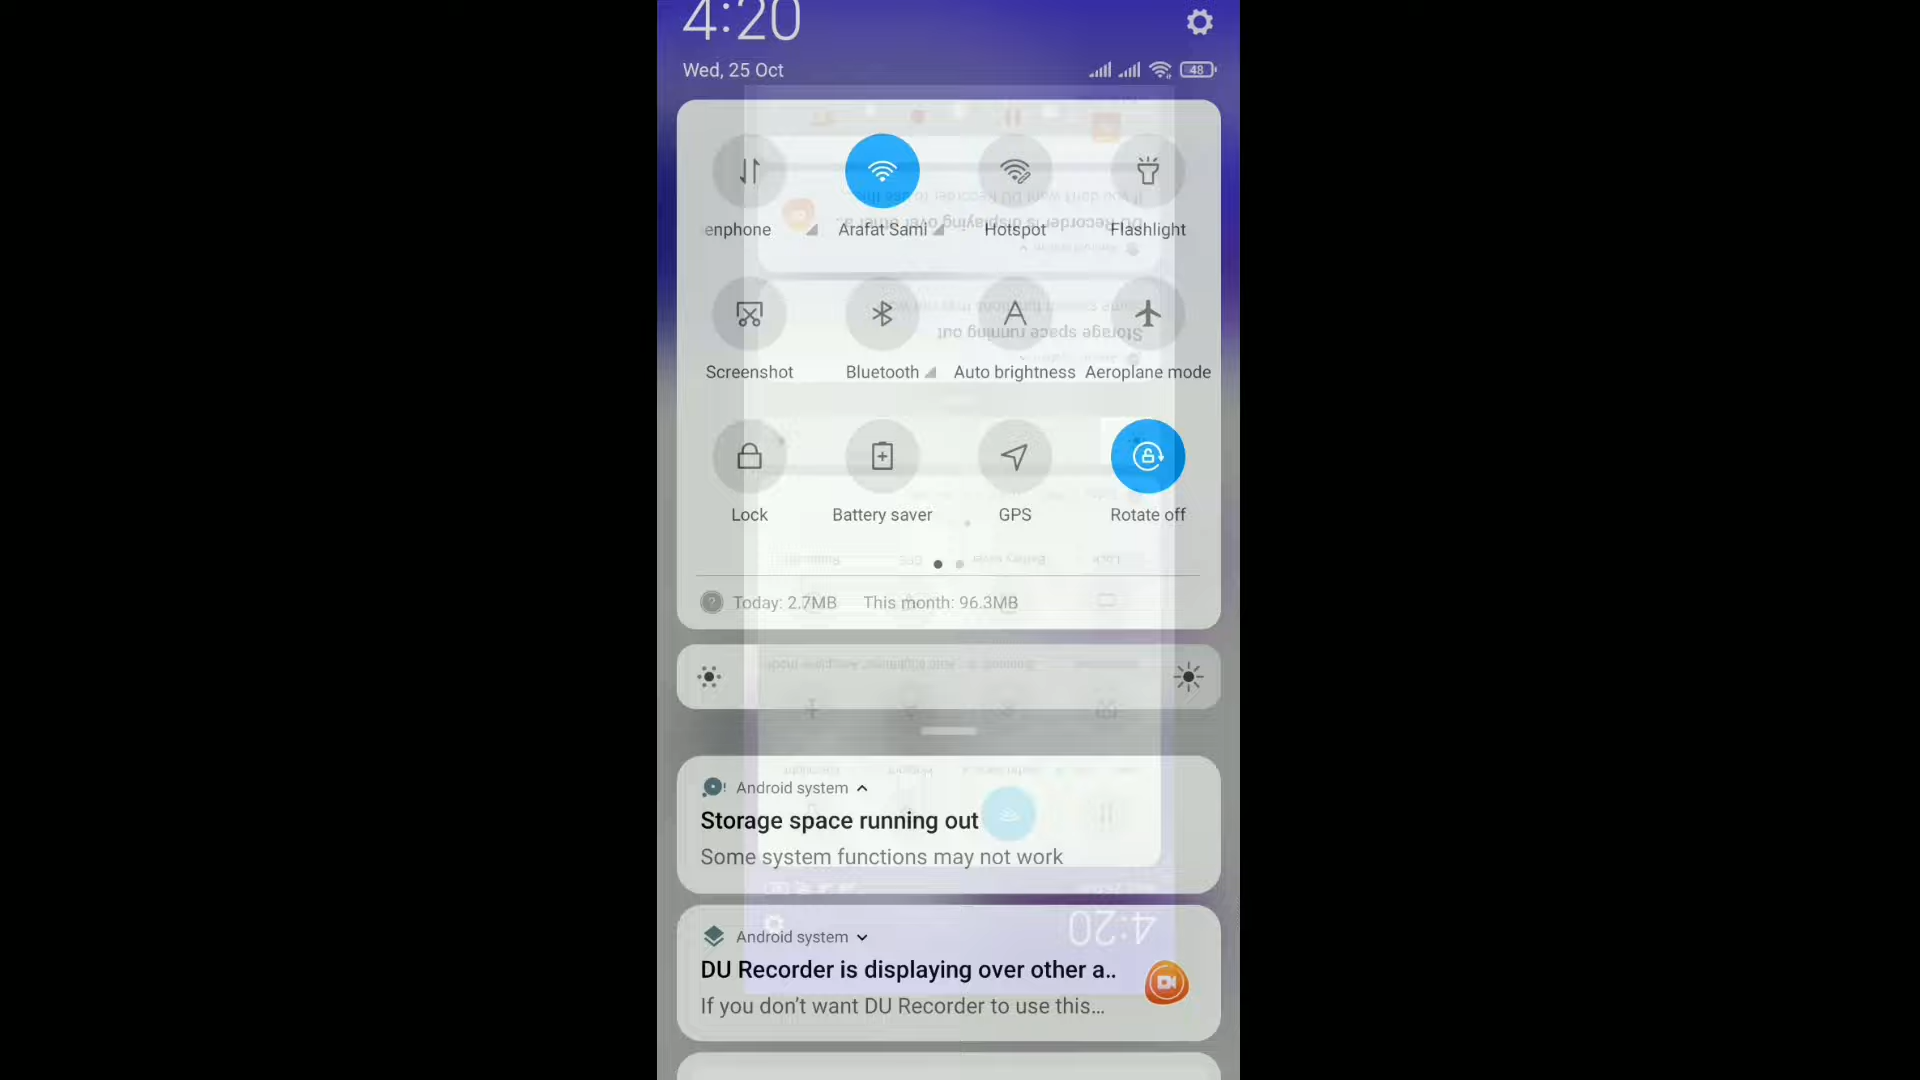 4:20
Wed, 25 Oct
48
enphone
Arafat Sami
Hotspot
Flashlight
Screenshot
Bluetooth
Auto brightness
Aeroplane mode
Lock
Battery saver
GPS
Rotate off
Today: 2.7MB
This month: 96.3MB
Android system
Storage space running out
Some system functions may not work
Android system
DU Recorder is displaying over other a..
If you don’t want DU Recorder to use this...
4:20